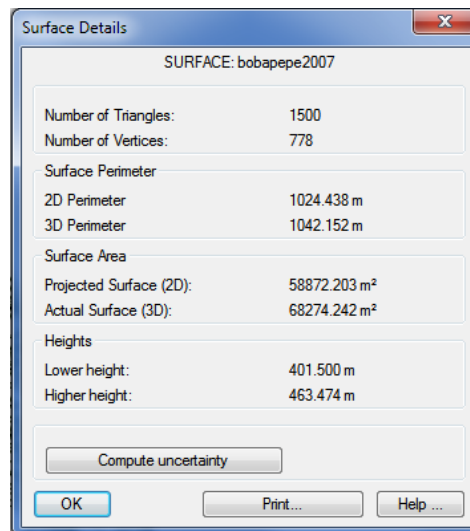 Surface Details
SURFACE: bobapepe2007
Number of Triangles: 1500
Number of Vertices: 778
Surface Perimeter
2D Perimeter 1024.438 m
3D Perimeter 1042.152 m
Surface Area
Projected Surface (2D): 58872.203 m²
Actual Surface (3D): 68274.242 m²
Heights
Lower height: 401.500 m
Higher height: 463.474 m
Compute uncertainty
OK Print... Help ...